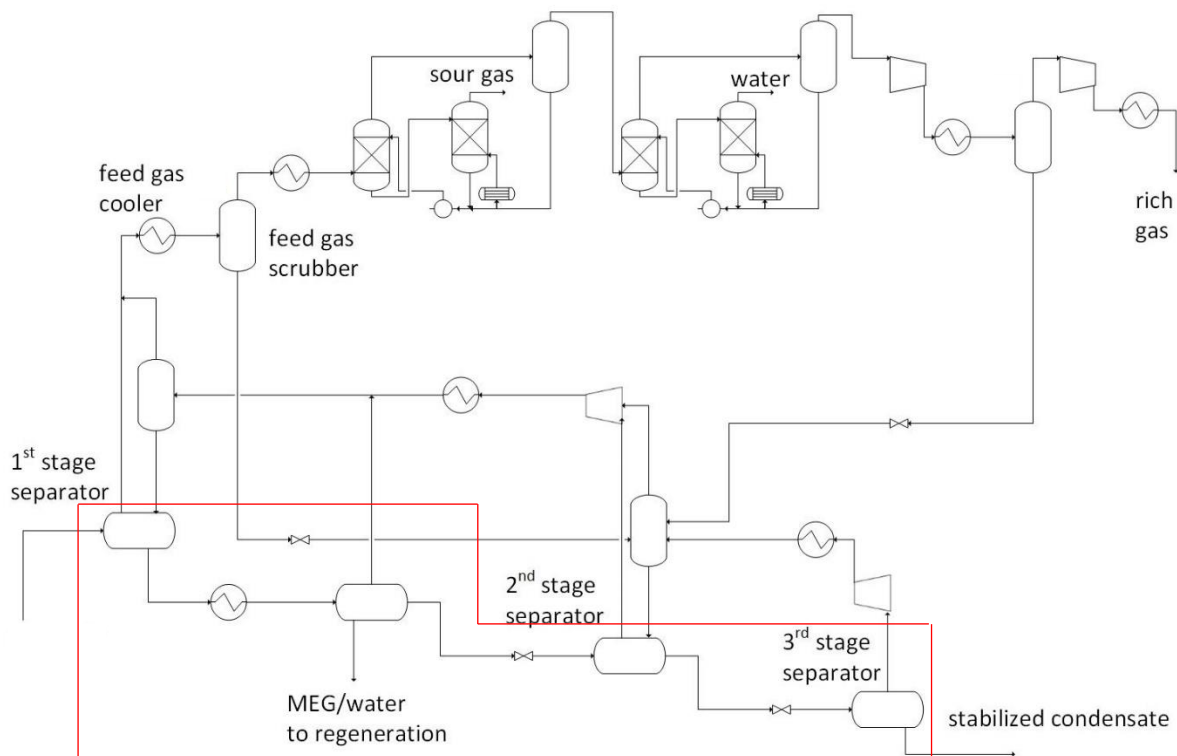 sour gas
water
feed gas
cooler
feed gas
scrubber
rich
gas
1st stage
separator
2nd stage
separator
3rd stage
separator
MEG/water
to regeneration
stabilized condensate